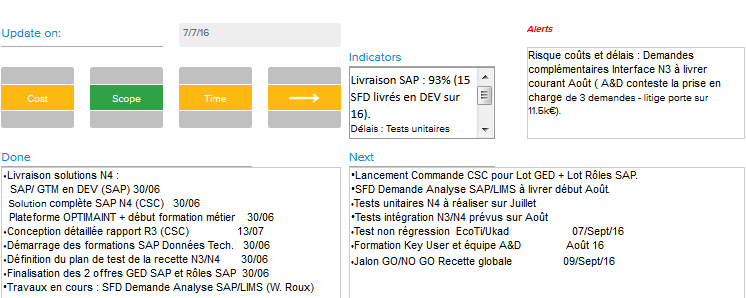 Update on:
7/7/16
Alerts
Indicators
Risque coûts et délais : Demandes
complémentaires Interface N3 à livrer
courant Août ( A&D conteste la prise en
charge de 3 demandes - litige porte sur
11.5k€).
Cost
Scope
Time
Livraison SAP : 93% (15
SFD livrés en DEV sur
16).
Délais : Tests unitaires
Done
•Livraison solutions N4 :
SAP/ GTM en DEV (SAP) 30/06
Solution complète SAP N4 (CSC) 30/06
Plateforme OPTIMAINT + début formation métier 30/06
•Conception détaillée rapport R3 (CSC) 13/07
•Démarrage des formations SAP Données Tech. 30/06
•Définition du plan de test de la recette N3/N4 30/06
•Finalisation des 2 offres GED SAP et Rôles SAP 30/06
•Travaux en cours : SFD Demande Analyse SAP/LIMS (W. Roux)
Next
•Lancement Commande CSC pour Lot GED + Lot Rôles SAP.
•SFD Demande Analyse SAP/LIMS à livrer début Août.
•Tests unitaires N4 à réaliser sur Juillet
•Tests intégration N3/N4 prévus sur Août
•Test non régression EcoTi/Ukad 07/Sept/16
•Formation Key User et équipe A&D Août 16
•Jalon GO/NO GO Recette globale 09/Sept/16